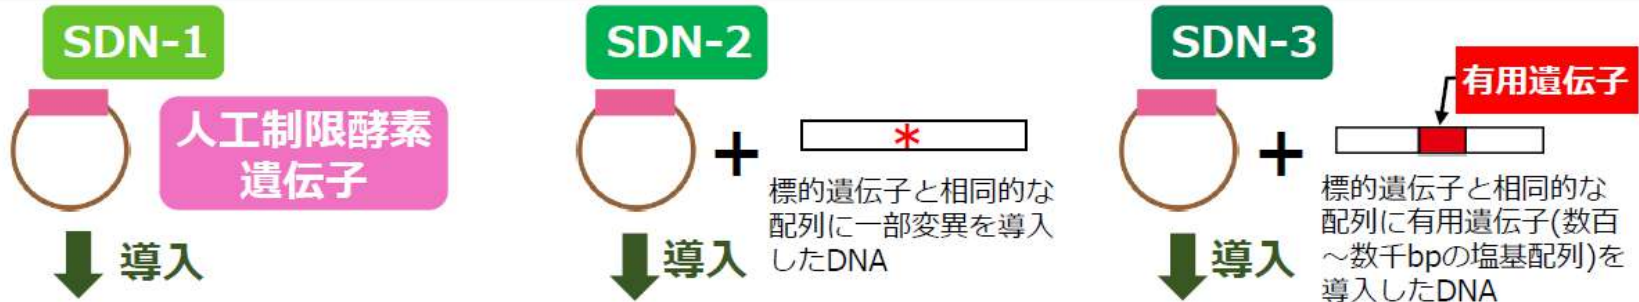 SDN-1
人工制限酵素
遺伝子
導入
SDN-2
+
*
標的遺伝子と相同的な
配列に一部変異を導入
したDNA
導入
SDN-3
有用遺伝子
+
標的遺伝子と相同的な
配列に有用遺伝子(数百
～数千bpの塩基配列)を
導入したDNA
導入